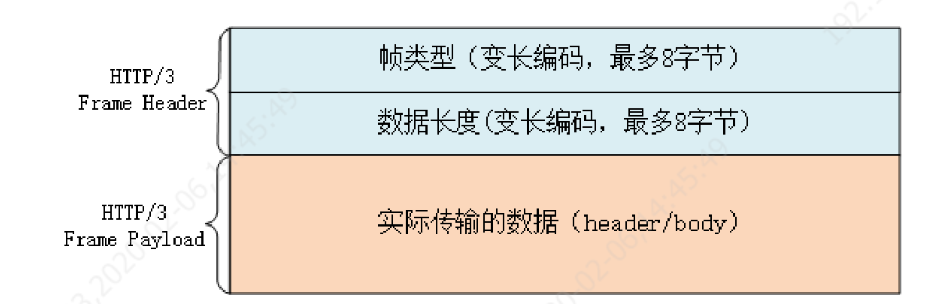 帧类型（变长编码，最多8字节）
HTTP/3
Frame Header
数据长度(变长编码，最多8字节)
HTTP/3
Frame Payload
实际传输的数据（header/body）